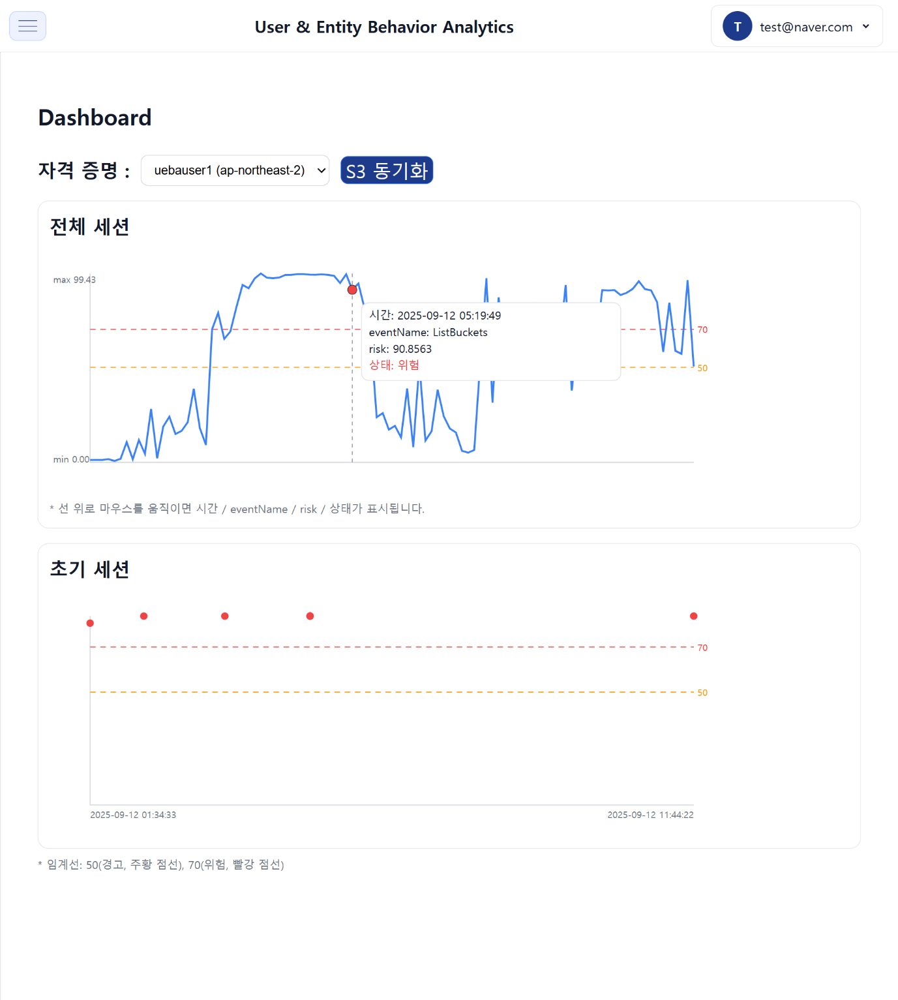 User & Entity Behavior Analytics
T test@naver.com
Dashboard
자격 증명 : uebauser1 (ap-northeast-2) S3 동기화
전체 세션
max 99.43
시간: 2025-09-12 05:19:49
70
eventName: ListBuckets
risk: 90.8563
상태: 위험
50
min 0.00
* 선 위로 마우스를 움직이면 시간 / eventName / risk / 상태가 표시됩니다.
초기 세션
70
50
2025-09-12 01:34:33 2025-09-12 11:44:22
* 임계선: 50(경고, 주황 점선), 70(위험, 빨강 점선)